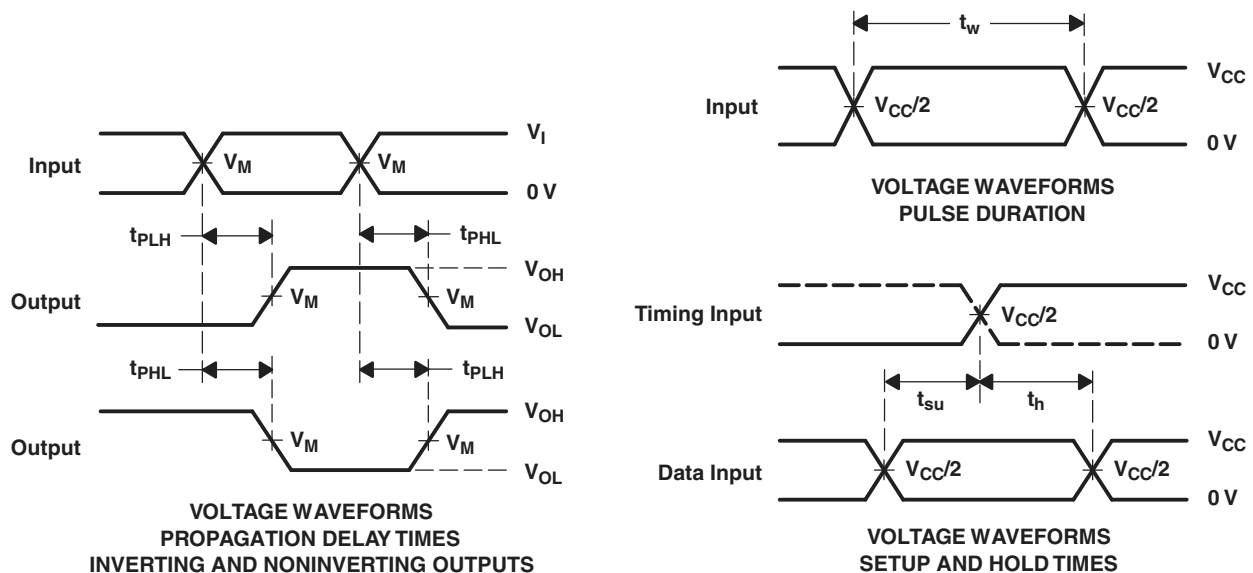 Input
V_M
V_M
V_I
0 V
t_PLH
t_PHL
Output
V_M
V_M
V_OH
V_OL
t_PHL
t_PLH
Output
V_M
V_M
V_OH
V_OL
VOLTAGE WAVEFORMS
PROPAGATION DELAY TIMES
INVERTING AND NONINVERTING OUTPUTS
t_w
Input
V_CC/2
V_CC/2
V_CC
0 V
VOLTAGE WAVEFORMS
PULSE DURATION
Timing Input
V_CC/2
V_CC
0 V
t_su
t_h
Data Input
V_CC/2
V_CC/2
V_CC
0 V
VOLTAGE WAVEFORMS
SETUP AND HOLD TIMES